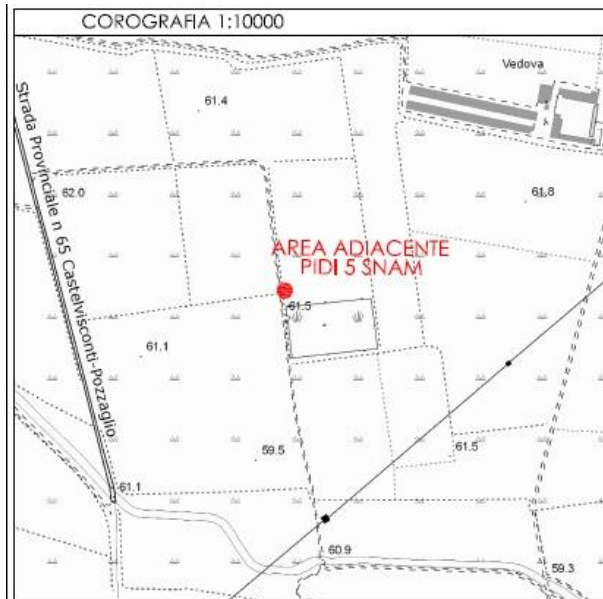 COROGRAFIA 1:10000
Vedova
61.4
62.0
61.8
Strada Provinciale n 65 Castelvisconti-Pozzaglio
AREA ADIACENTE
PIDI 5 SNAM
61.5
61.1
59.5
61.5
61.1
60.9
59.3